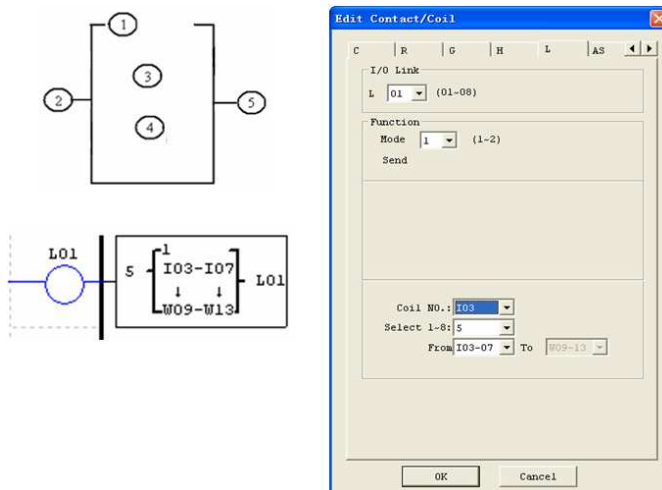 1
2
3
4
5
L01
5
1
I03-I07
↓ ↓
W09-W13
L01
Edit Contact/Coil
C R G H L AS
I/O Link
L 01 (01-08)
Function
Mode 1 (1-2)
Send
Coil NO.: I03
Select 1-8: 5
From I03-07 To W09-13
OK Cancel